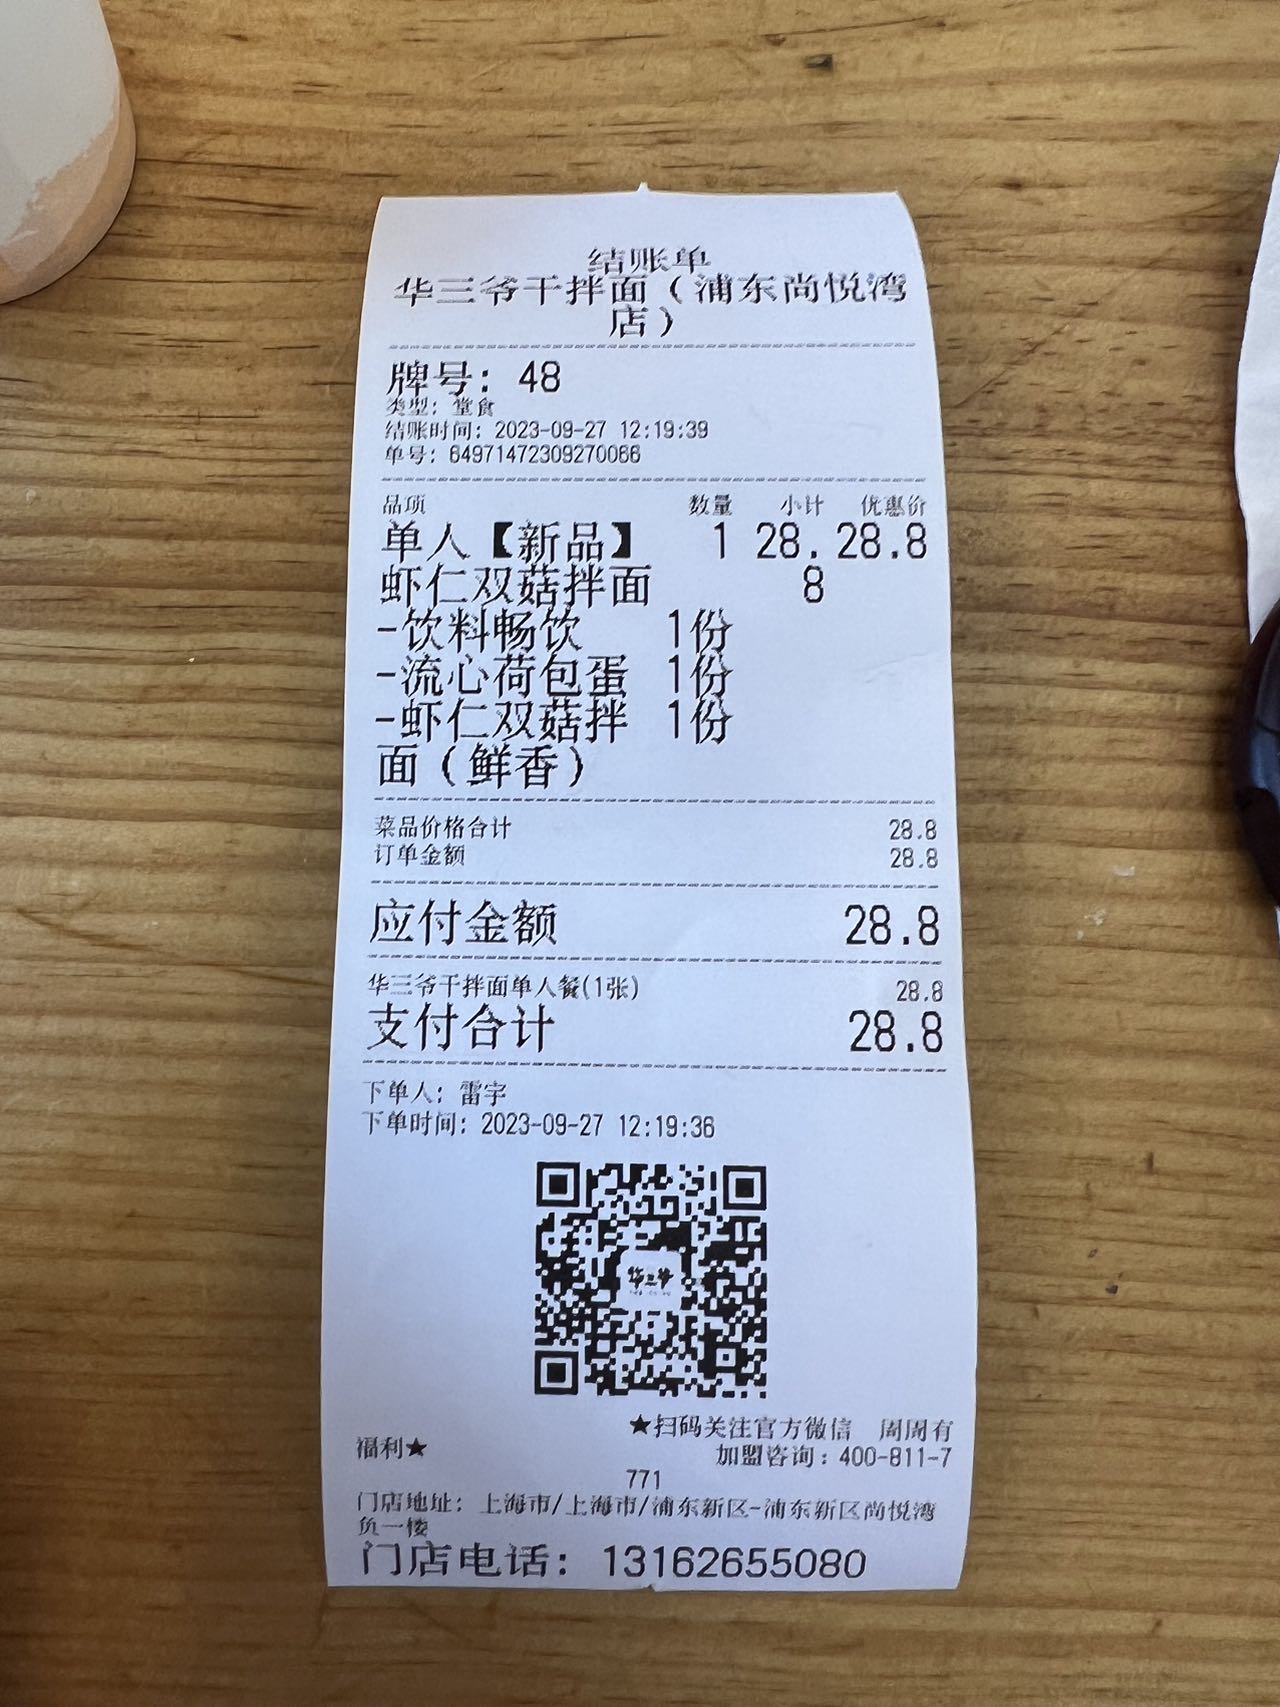 结账单
华三爷干拌面（浦东尚悦湾
店）
牌号：48
类型：堂食
结账时间：2023-09-27 12:19:39
单号：64971472309270066
品项 数量 小计 优惠价
单人【新品】 1 28. 28.8
虾仁双菇拌面 8
-饮料畅饮 1份
-流心荷包蛋 1份
-虾仁双菇拌 1份
面（鲜香）
菜品价格合计 28.8
订单金额 28.8
应付金额 28.8
华三爷干拌面单人餐(1张) 28.8
支付合计 28.8
下单人：雷宇
下单时间：2023-09-27 12:19:36
华三爷
★扫码关注官方微信 周周有
福利★ 加盟咨询：400-811-7
771
门店地址：上海市/上海市/浦东新区-浦东新区尚悦湾
负一楼
门店电话：13162655080